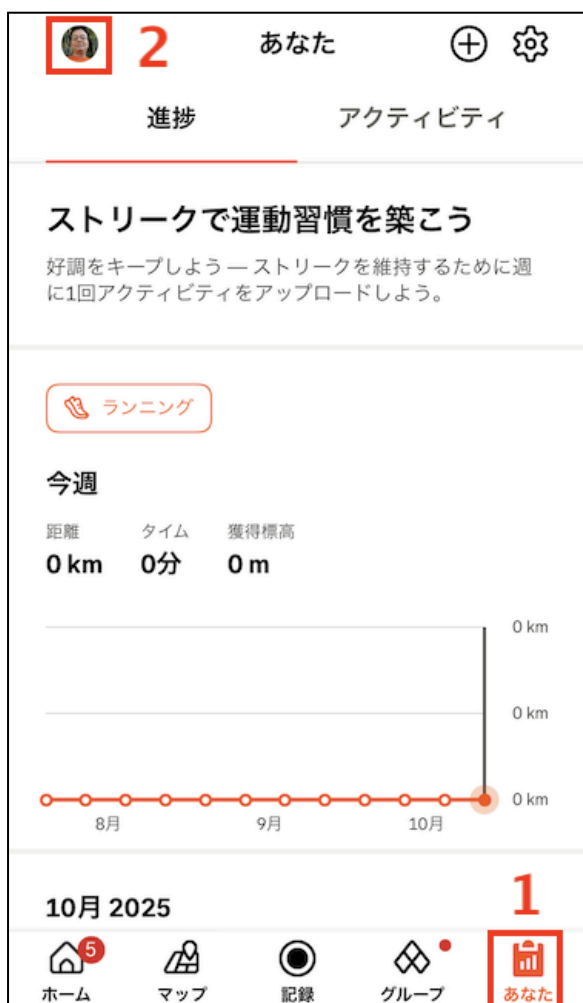 2
あなた
進捗
アクティビティ
ストリークで運動習慣を築こう
好調をキープしよう — ストリークを維持するために週
に1回アクティビティをアップロードしよう。
ランニング
今週
距離 タイム 獲得標高
0 km 0分 0 m
0 km
0 km
0 km
8月 9月 10月
10月 2025
1
5
ホーム マップ 記録 グループ あなた